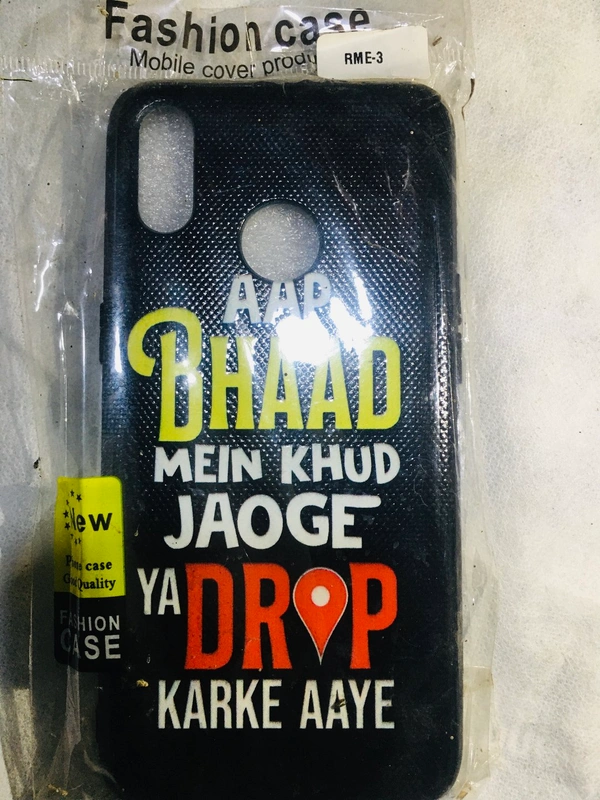 Fashion case
Mobile cover produ
RME-3
AAP
BHAAD
MEIN KHUD
JAOGE
YA DROP
KARKE AAYE
New
case
Quality
FASHION
CASE